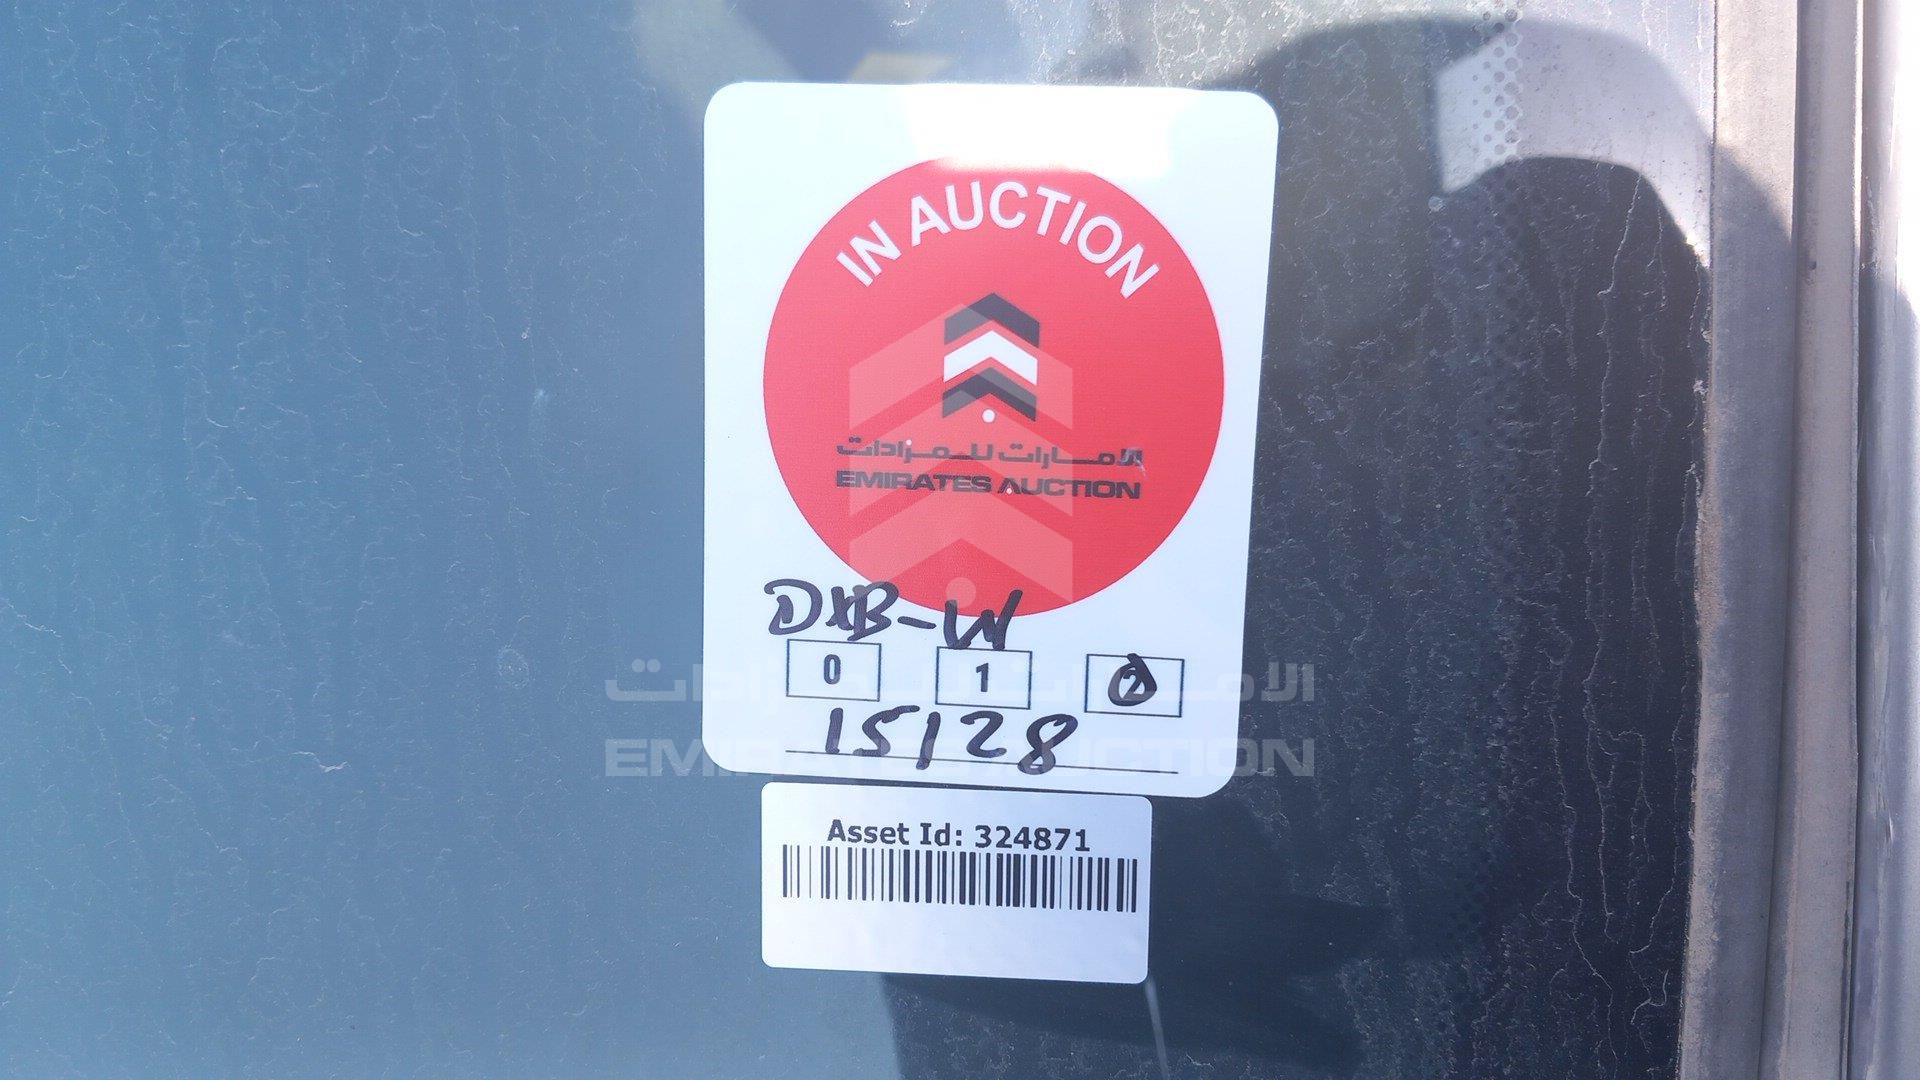 IN AUCTION
الامارات للمزادات
EMIRATES AUCTION
DXB-W
0 1 2
15128
الامارات للمزادات
EMIRATES AUCTION
Asset Id: 324871